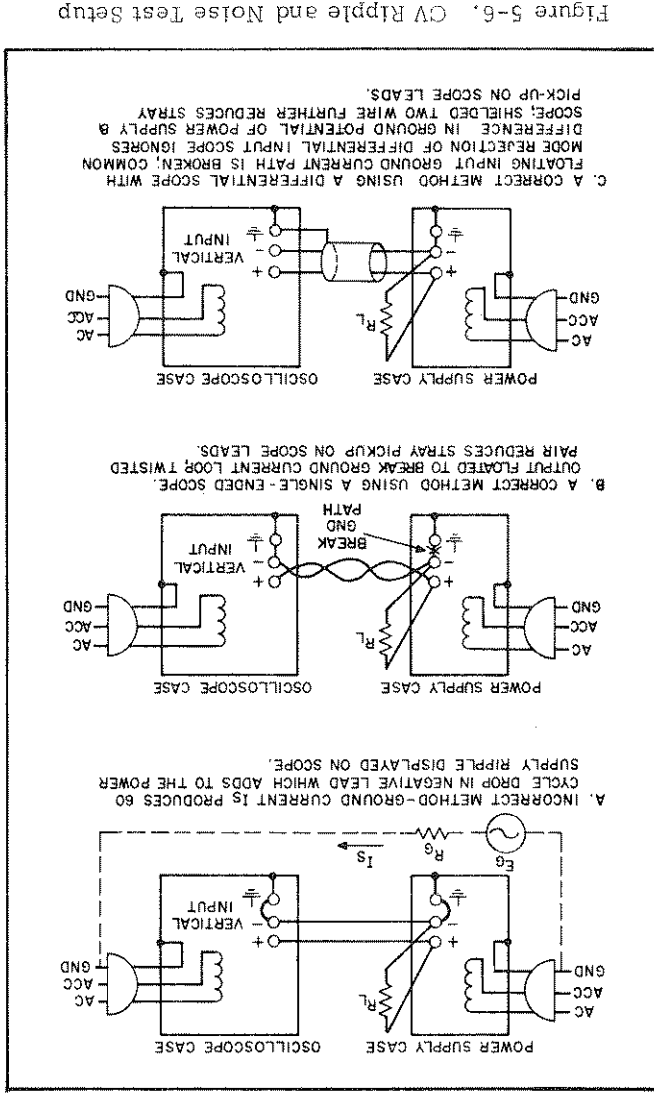 POWER SUPPLY CASE
OSCILLOSCOPE CASE
AC
ACC
GND
RL
+
-
+
-
VERTICAL
INPUT
AC
ACC
GND
EG
RG
IS
A. INCORRECT METHOD-GROUND CURRENT IS PRODUCES 60
CYCLE DROP IN NEGATIVE LEAD WHICH ADDS TO THE POWER
SUPPLY RIPPLE DISPLAYED ON SCOPE.
POWER SUPPLY CASE
OSCILLOSCOPE CASE
AC
ACC
GND
RL
+
-
+
-
VERTICAL
INPUT
AC
ACC
GND
BREAK
GND
PATH
B. A CORRECT METHOD USING A SINGLE-ENDED SCOPE.
OUTPUT FLOATED TO BREAK GROUND CURRENT LOOP, TWISTED
PAIR REDUCES STRAY PICKUP ON SCOPE LEADS.
POWER SUPPLY CASE
OSCILLOSCOPE CASE
AC
ACC
GND
RL
+
-
+
-
VERTICAL
INPUT
AC
ACC
GND
C. A CORRECT METHOD USING A DIFFERENTIAL SCOPE WITH
FLOATING INPUT GROUND CURRENT PATH IS BROKEN; COMMON
MODE REJECTION OF DIFFERENTIAL INPUT SCOPE IGNORES
DIFFERENCE IN GROUND POTENTIAL OF POWER SUPPLY &
SCOPE; SHIELDED TWO WIRE FURTHER REDUCES STRAY
PICK-UP ON SCOPE LEADS.
Figure 5-6. CV Ripple and Noise Test Setup